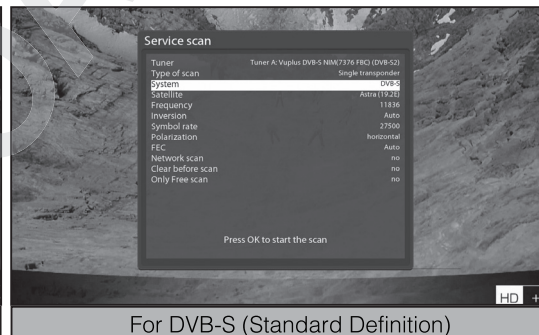 Service scan
Tuner Tuner A: Vuplus DVB-S NIM(7376 FBC) (DVB-S2)
Type of scan Single transponder
System DVB-S
Satellite Astra (19.2E)
Frequency 11836
Inversion Auto
Symbol rate 27500
Polarization horizontal
FEC Auto
Network scan no
Clear before scan no
Only Free scan no
Press OK to start the scan
HD +
For DVB-S (Standard Definition)